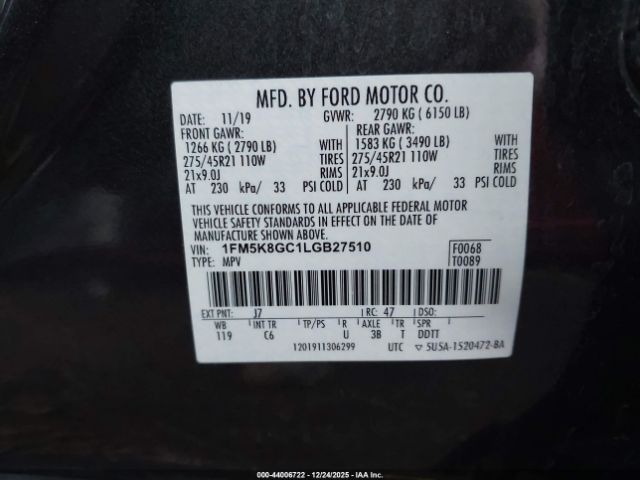 MFD. BY FORD MOTOR CO.
DATE: 11/19 GVWR: 2790 KG ( 6150 LB)
FRONT GAWR: REAR GAWR:
1266 KG ( 2790 LB) WITH 1583 KG ( 3490 LB) WITH
275/45R21 110W TIRES 275/45R21 110W TIRES
21x9.0J RIMS 21x9.0J RIMS
AT 230 kPa/ 33 PSI COLD AT 230 kPa/ 33 PSI COLD
THIS VEHICLE CONFORMS TO ALL APPLICABLE FEDERAL MOTOR
VEHICLE SAFETY STANDARDS IN EFFECT ON THE DATE OF
MANUFACTURE SHOWN ABOVE.
VIN: 1FM5K8GC1LGB27510 F0068
TYPE: MPV T0089
EXT PNT: J7 RC: 47 DSO:
WB INT TR TP/PS R AXLE TR SPR
119 C6 U 3B T DDTT
1201911306299 UTC ▽ 5U5A-1520472-BA
000-44006722 - 12/24/2025 - IAA, Inc.